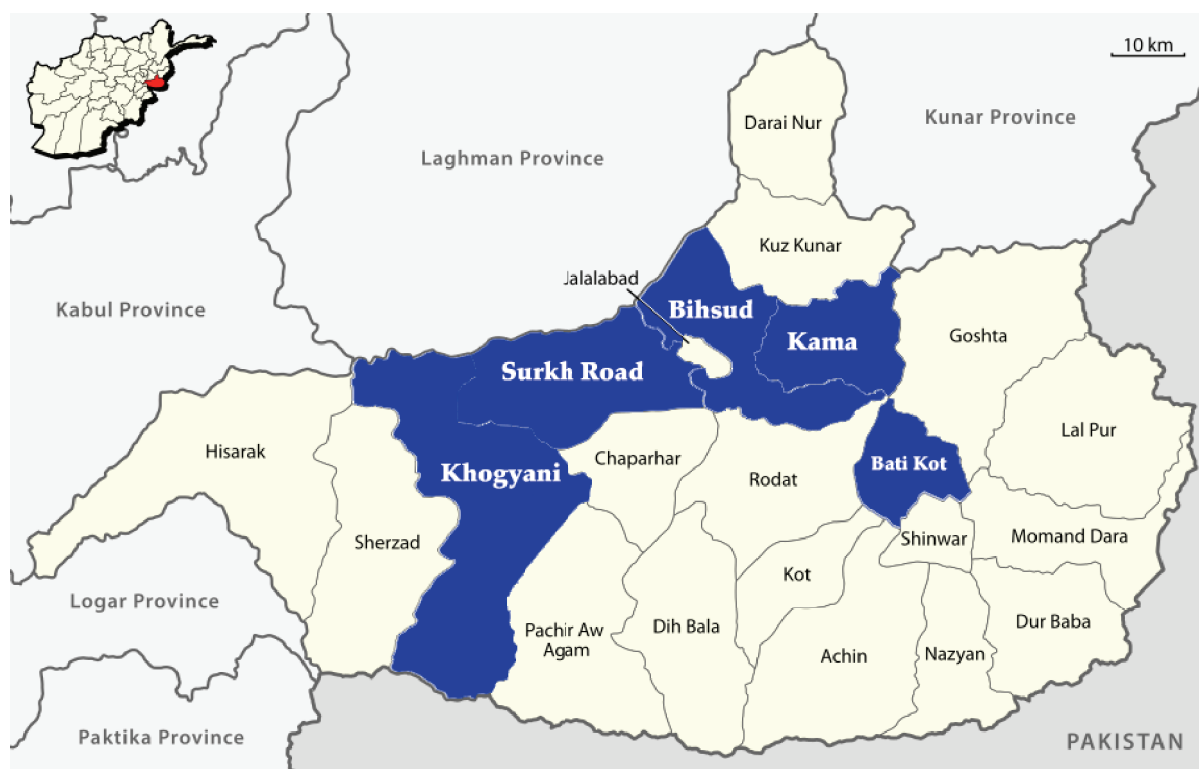 10 km
Darai Nur
Kunar Province
Laghman Province
Kuz Kunar
Jalalabad
Kabul Province
Bihsud
Goshta
Kama
Surkh Road
Lal Pur
Hisarak
Chaparhar
Bati Kot
Khogyani
Rodat
Sherzad
Shinwar
Momand Dara
Kot
Logar Province
Dur Baba
Pachir Aw
Agam
Dih Bala
Achin
Nazyan
Paktika Province
PAKISTAN